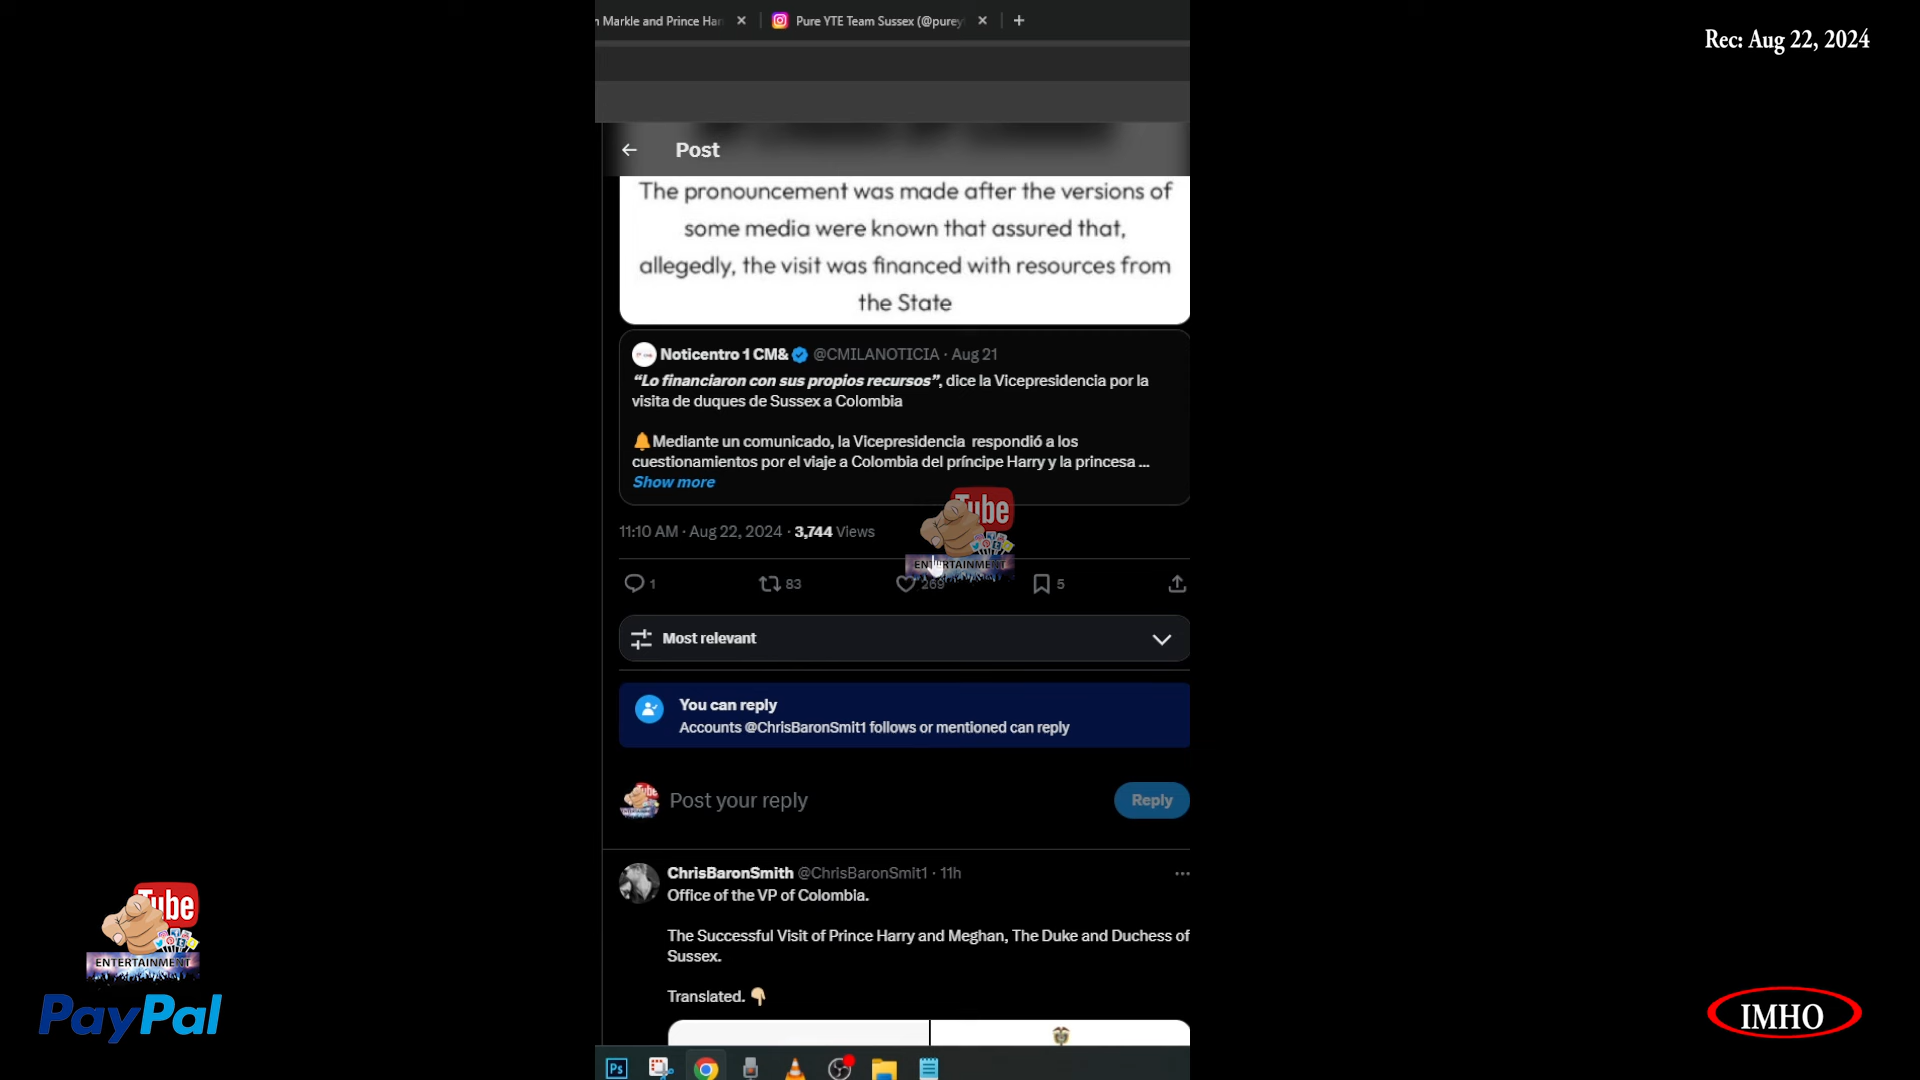 n Markle and Prince Har
Pure YTE Team Sussex (@purey
Rec: Aug 22, 2024
Post
The pronouncement was made after the versions of
some media were known that assured that,
allegedly, the visit was financed with resources from
the State
Noticentro 1 CM& @CMILANOTICIA · Aug 21
“Lo financiaron con sus propios recursos”, dice la Vicepresidencia por la
visita de duques de Sussex a Colombia
Mediante un comunicado, la Vicepresidencia respondió a los
cuestionamientos por el viaje a Colombia del príncipe Harry y la princesa ...
Show more
Tube
ENTERTAINMENT
11:10 AM · Aug 22, 2024 · 3,744 Views
1
83
269
5
Most relevant
You can reply
Accounts @ChrisBaronSmit1 follows or mentioned can reply
Post your reply
Reply
ChrisBaronSmith @ChrisBaronSmit1 · 11h
Office of the VP of Colombia.
The Successful Visit of Prince Harry and Meghan, The Duke and Duchess of
Sussex.
Translated.
Tube
ENTERTAINMENT
PayPal
IMHO
Ps